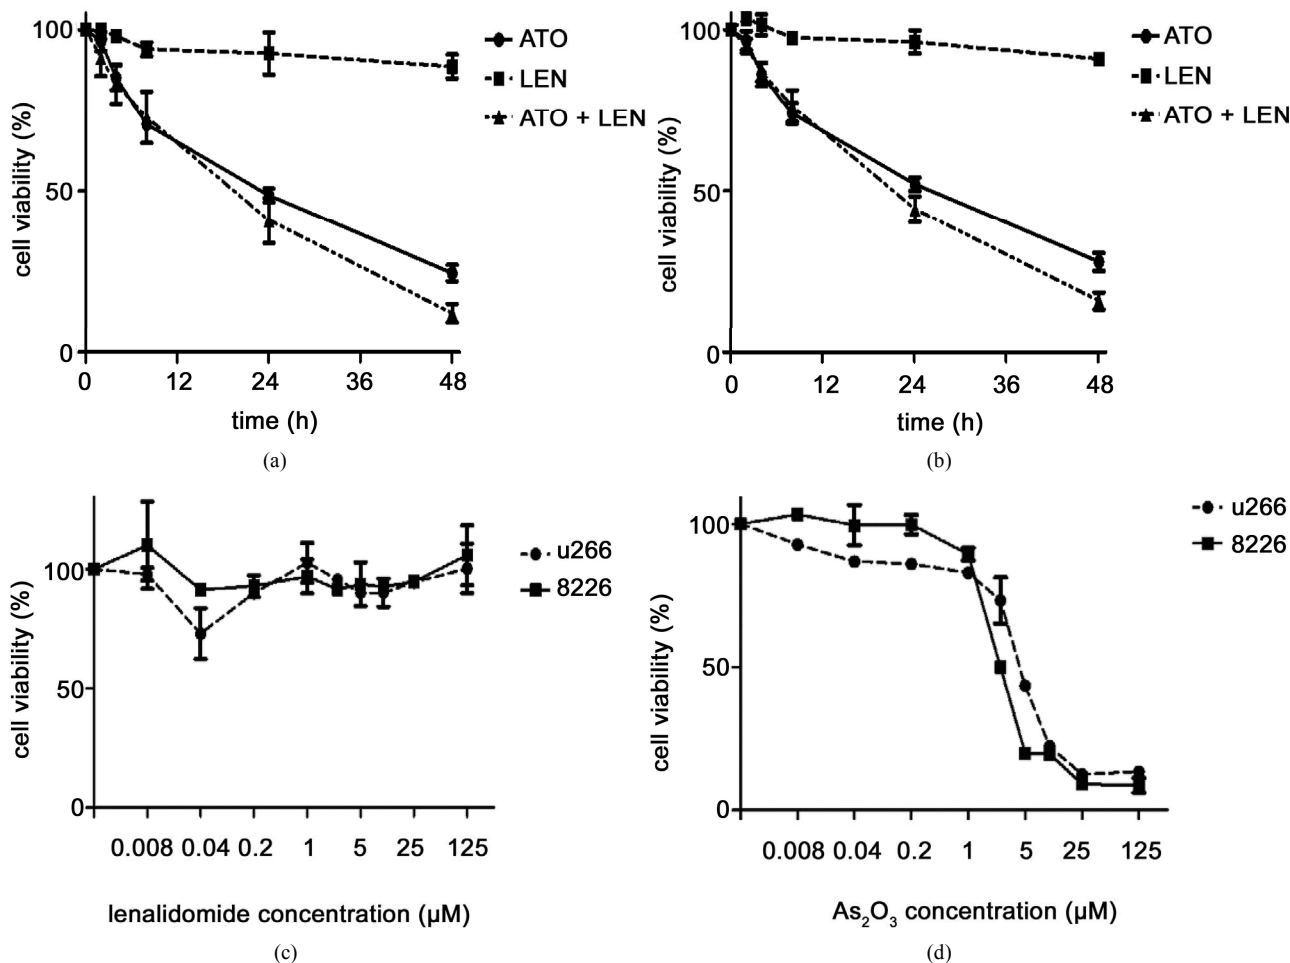 100
50
0
cell viability (%)
0 12 24 36 48
time (h)
ATO
LEN
ATO + LEN
(a)
100
50
0
cell viability (%)
0 12 24 36 48
time (h)
ATO
LEN
ATO + LEN
(b)
100
50
0
cell viability (%)
u266
8226
0.008 0.04 0.2 1 5 25 125
lenalidomide concentration (µM)
(c)
100
50
0
cell viability (%)
u266
8226
0.008 0.04 0.2 1 5 25 125
As₂O₃ concentration (µM)
(d)